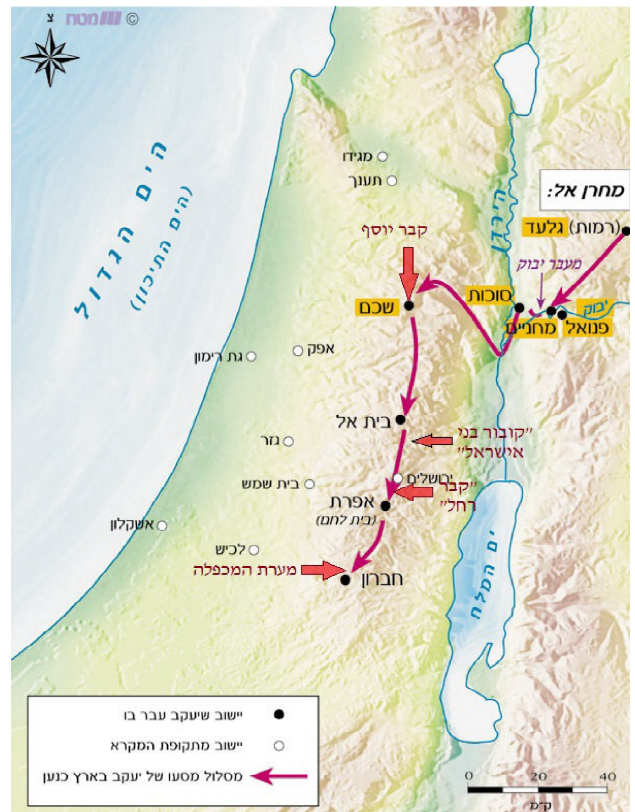 צ
© מטח
הים הגדול
(הים התיכון)
מגידו
תענך
הירדן
מחרן אל:
(רמות) גלעד
קבר יוסף
מעבר יבוק
סוכות
יבוק
שכם
מחניים
פנואל
אפק
גת רימון
בית אל
"קובור בני
אישראל"
גזר
ירושלים
"קבר
רחל"
בית שמש
אפרת
(בית לחם)
אשקלון
לכיש
מערת המכפלה
חברון
ים המלח
יישוב שיעקב עבר בו
יישוב מתקופת המקרא
מסלול מסעו של יעקב בארץ כנען
0 20 40
ק"מ